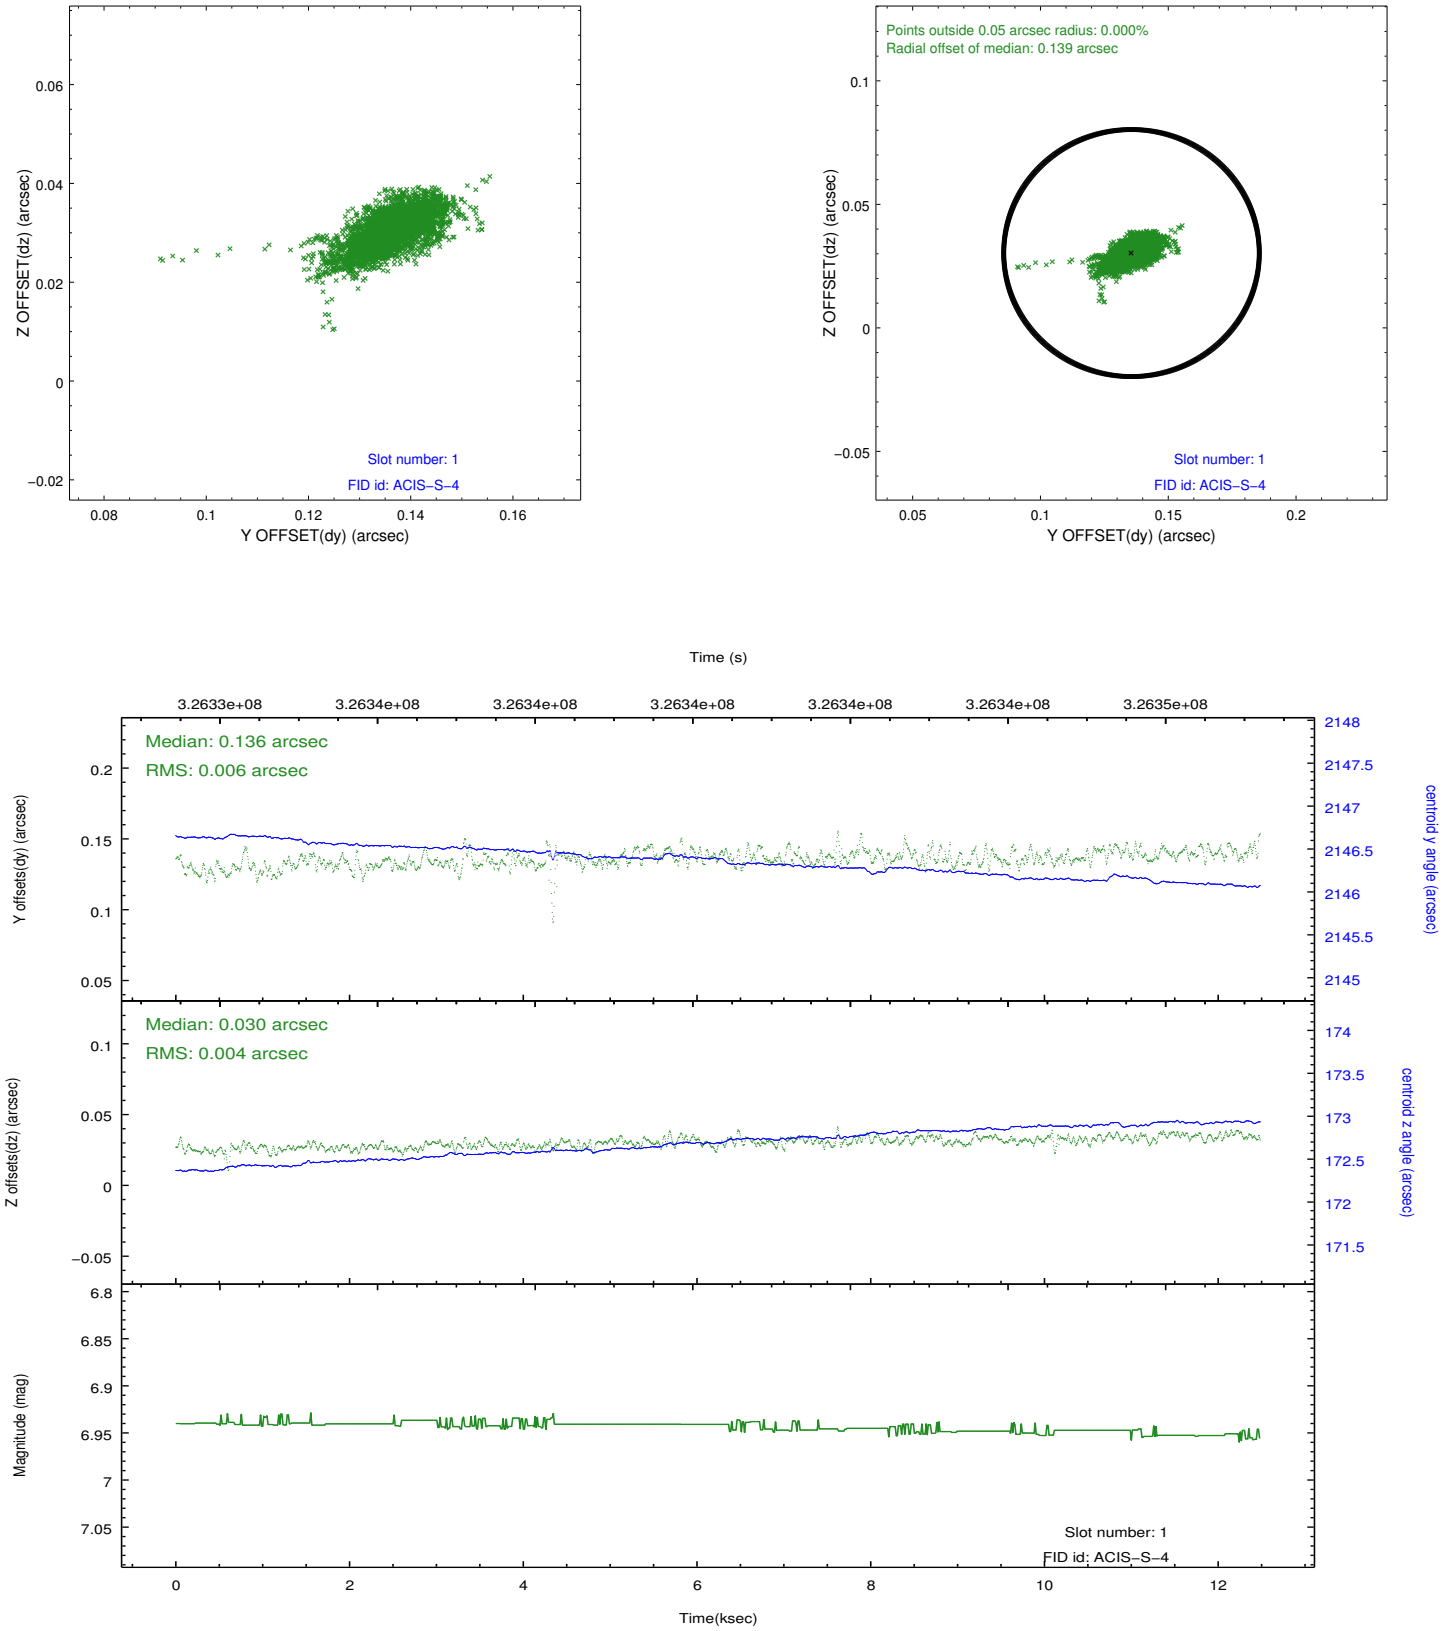 0.06
0.04
0.02
0
−0.02
Z OFFSET(dz) (arcsec)
Slot number: 1
FID id: ACIS−S−4
0.08 0.1 0.12 0.14 0.16
Y OFFSET(dy) (arcsec)
Points outside 0.05 arcsec radius: 0.000%
Radial offset of median: 0.139 arcsec
0.1
0.05
0
−0.05
Z OFFSET(dz) (arcsec)
Slot number: 1
FID id: ACIS−S−4
0.05 0.1 0.15 0.2
Y OFFSET(dy) (arcsec)
Time (s)
3.2633e+08 3.2634e+08 3.2634e+08 3.2634e+08 3.2634e+08 3.2634e+08 3.2635e+08
Median: 0.136 arcsec
RMS: 0.006 arcsec
0.2
0.15
0.1
0.05
Y offsets(dy) (arcsec)
2148
2147.5
2147
2146.5
2146
2145.5
2145
centroid y angle (arcsec)
Median: 0.030 arcsec
RMS: 0.004 arcsec
0.1
0.05
0
−0.05
Z offsets(dz) (arcsec)
174
173.5
173
172.5
172
171.5
centroid z angle (arcsec)
6.8
6.85
6.9
6.95
7
7.05
Magnitude (mag)
Slot number: 1
FID id: ACIS−S−4
0 2 4 6 8 10 12
Time(ksec)